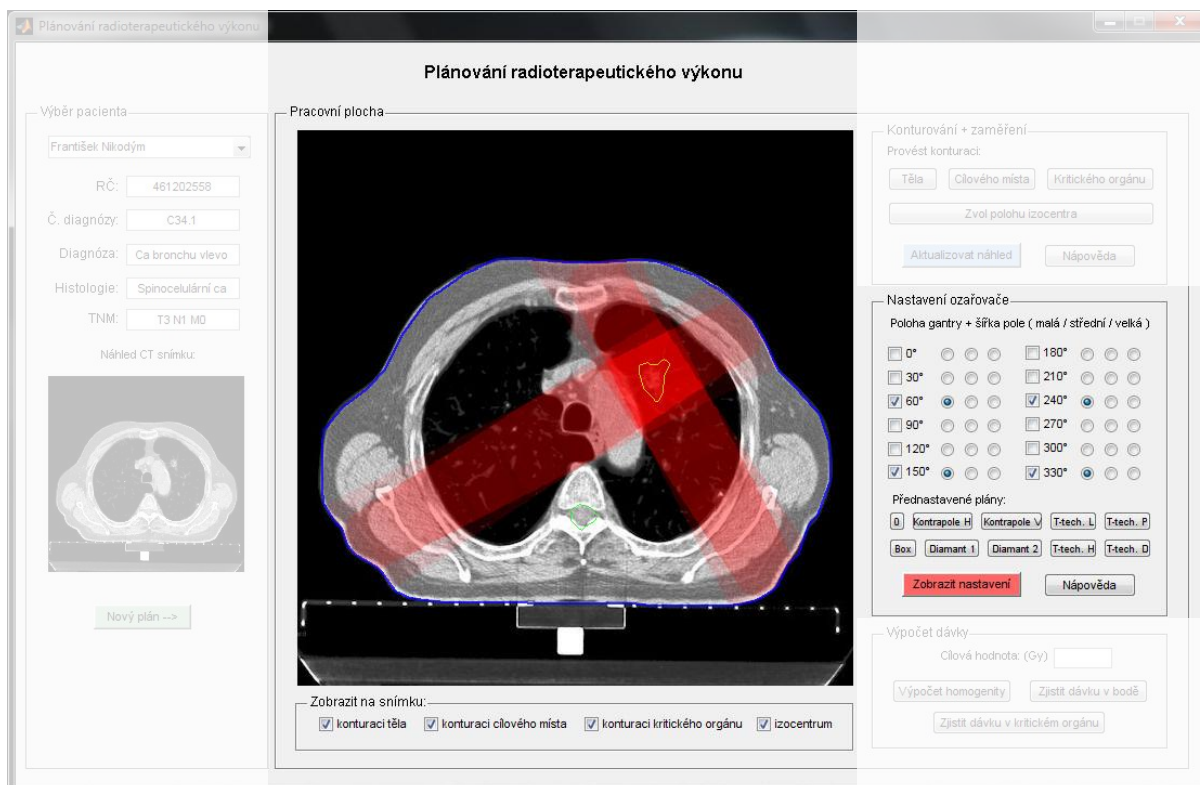 Plánování radioterapeutického výkonu
Plánování radioterapeutického výkonu
Výběr pacienta
František Nikodým
RČ: 461202558
Č. diagnózy: C34.1
Diagnóza: Ca bronchu vlevo
Histologie: Spinocelulární ca
TNM: T3 N1 M0
Náhled CT snímku:
Nový plán -->
Pracovní plocha
Zobrazit na snímku:
konturaci těla konturaci cílového místa konturaci kritického orgánu izocentrum
Konturování + zaměření
Provést konturaci:
Těla Cílového místa Kritického orgánu
Zvol polohu izocentra
Aktualizovat náhled Nápověda
Nastavení ozařovače
Poloha gantry + šířka pole ( malá / střední / velká )
0° 180°
30° 210°
60° 240°
90° 270°
120° 300°
150° 330°
Přednastavené plány:
0 Kontrapole H Kontrapole V T-tech. L T-tech. P
Box Diamant 1 Diamant 2 T-tech. H T-tech. D
Zobrazit nastavení Nápověda
Výpočet dávky
Cílová hodnota: (Gy)
Výpočet homogenity Zjistit dávku v bodě
Zjistit dávku v kritickém orgánu